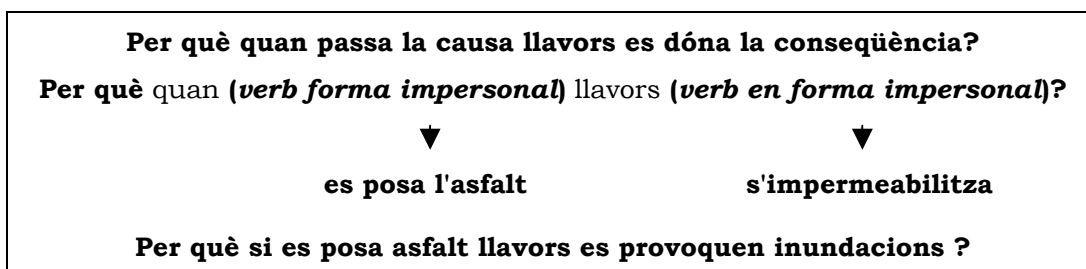 Per què quan passa la causa llavors es dóna la conseqüència?
Per què quan (verb forma impersonal) llavors (verb en forma impersonal)?
es posa l'asfalt s'impermeabilitza
Per què si es posa asfalt llavors es provoquen inundacions ?